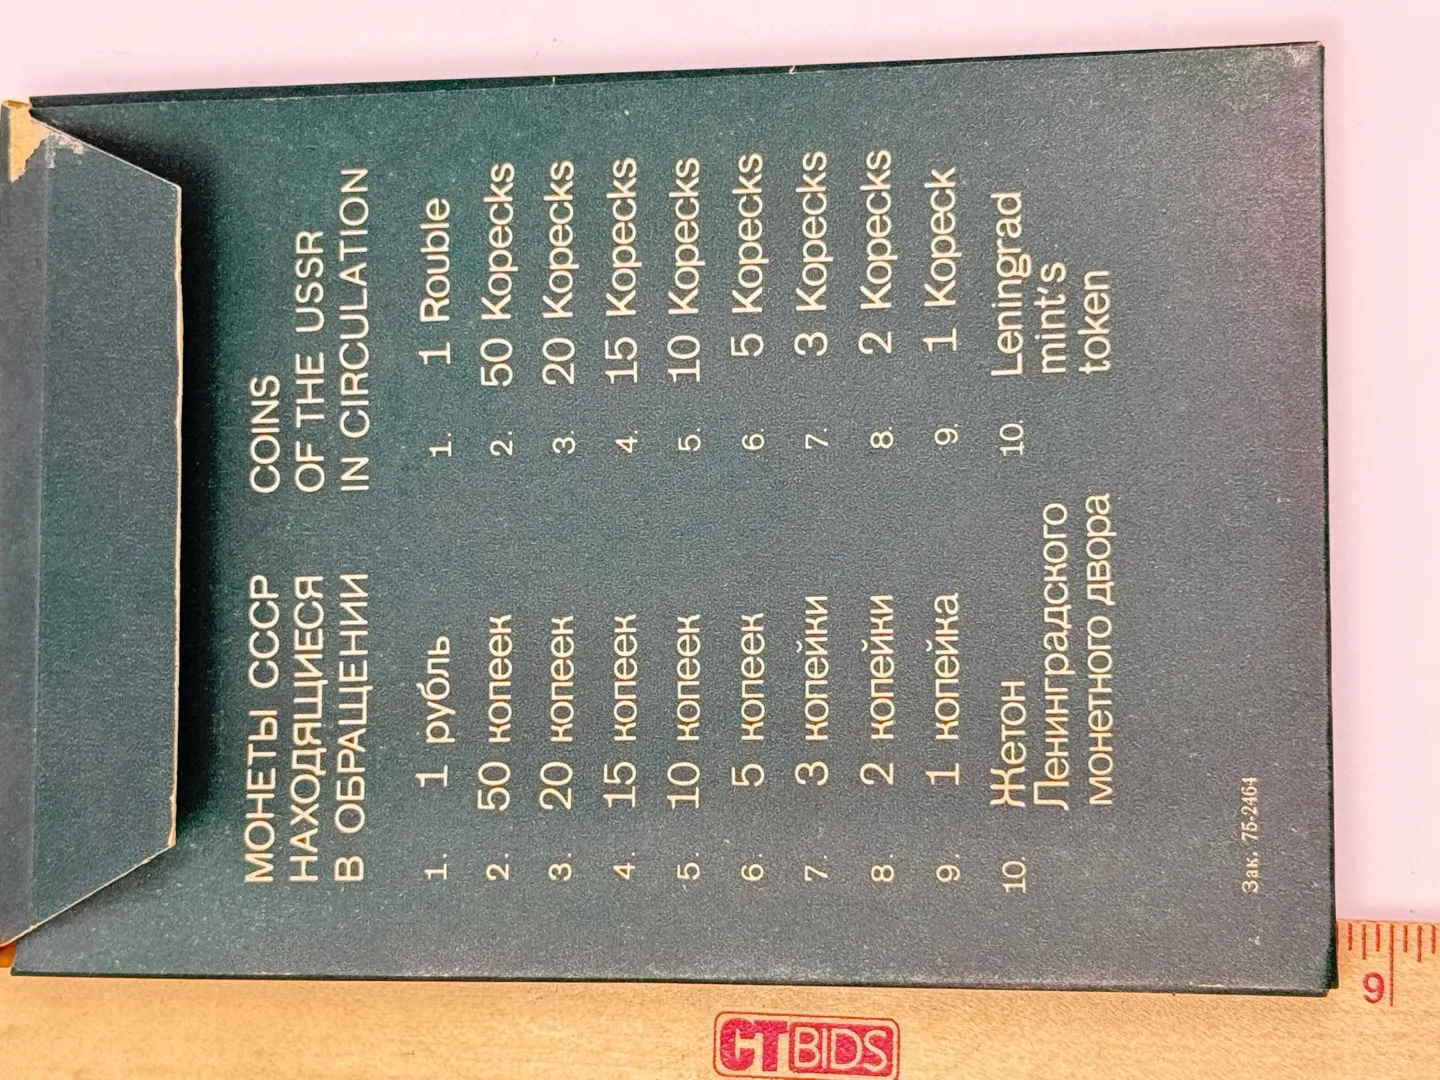 МОНЕТЫ СССР
НАХОДЯЩИЕСЯ
В ОБРАЩЕНИИ
1. 1 рубль
2. 50 копеек
3. 20 копеек
4. 15 копеек
5. 10 копеек
6. 5 копеек
7. 3 копейки
8. 2 копейки
9. 1 копейка
10. Жетон
Ленинградского
монетного двора
COINS
OF THE USSR
IN CIRCULATION
1. 1 Rouble
2. 50 Kopecks
3. 20 Kopecks
4. 15 Kopecks
5. 10 Kopecks
6. 5 Kopecks
7. 3 Kopecks
8. 2 Kopecks
9. 1 Kopeck
10. Leningrad
mint's
token
Зак. 75-2464
CTBIDS
9